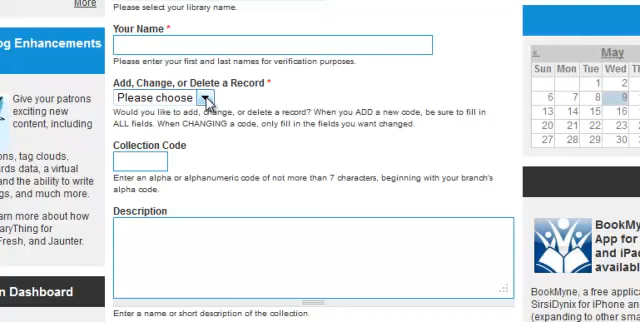 More
Please select your library name.
og Enhancements
Give your patrons
exciting new
content, including
ons, tag clouds,
rds data, a virtual
and the ability to write
gs, and much more.
arn more about how
aryThing for
Fresh, and Jaunter.
n Dashboard
Your Name *
Please enter your first and last names for verification purposes.
Add, Change, or Delete a Record *
Please choose
Would you like to add, change, or delete a record? When you ADD a new code, be sure to fill in
ALL fields. When CHANGING a code, only fill in the fields you want changed.
Collection Code
Enter an alpha or alphanumeric code of not more than 7 characters, beginning with your branch's
alpha code.
Description
Enter a name or short description of the collection.
« May
Sun Mon Tue Wed T
1 2
6 7 8 9
13 14 15 16
20 21 22 23 2
27 28 29 30
BookMy
App for
and iPa
availab
BookMyne, a free applica
SirsiDynix for iPhone an
(expanding to other sma